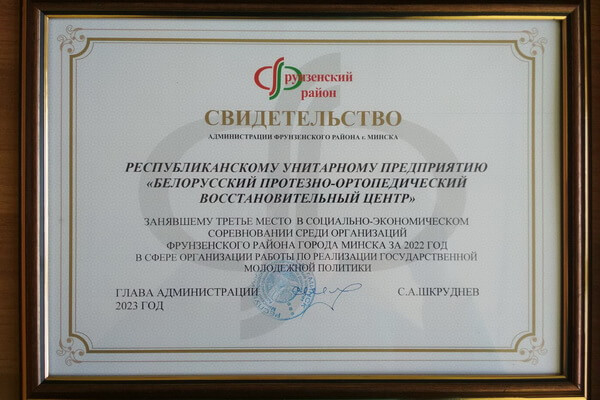 Фрунзенский
район
СВИДЕТЕЛЬСТВО
АДМИНИСТРАЦИИ ФРУНЗЕНСКОГО РАЙОНА г. МИНСКА
РЕСПУБЛИКАНСКОМУ УНИТАРНОМУ ПРЕДПРИЯТИЮ
«БЕЛОРУССКИЙ ПРОТЕЗНО-ОРТОПЕДИЧЕСКИЙ
ВОССТАНОВИТЕЛЬНЫЙ ЦЕНТР»
ЗАНЯВШЕМУ ТРЕТЬЕ МЕСТО В СОЦИАЛЬНО-ЭКОНОМИЧЕСКОМ
СОРЕВНОВАНИИ СРЕДИ ОРГАНИЗАЦИЙ
ФРУНЗЕНСКОГО РАЙОНА ГОРОДА МИНСКА ЗА 2022 ГОД
В СФЕРЕ ОРГАНИЗАЦИИ РАБОТЫ ПО РЕАЛИЗАЦИИ ГОСУДАРСТВЕННОЙ
МОЛОДЕЖНОЙ ПОЛИТИКИ
ГЛАВА АДМИНИСТРАЦИИ С.А.ШКРУДНЕВ
2023 ГОД